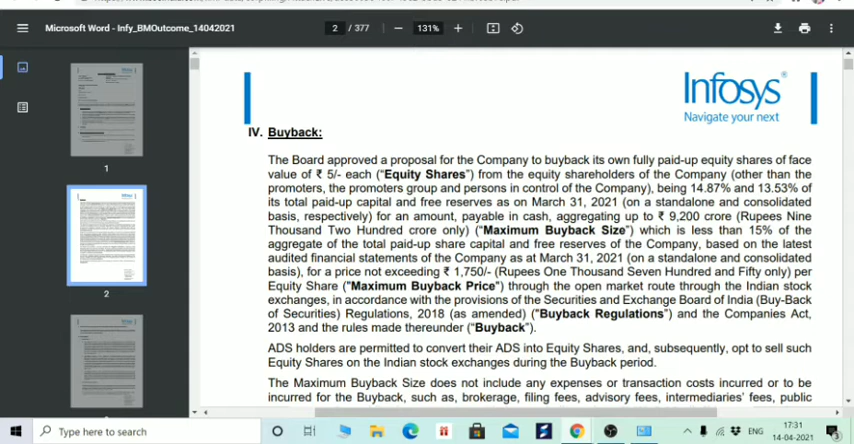 Microsoft Word - Infy_BMOutcome_14042021
2 / 377
131%
Infosys®
Navigate your next
IV. Buyback:
The Board approved a proposal for the Company to buyback its own fully paid-up equity shares of face
value of ₹ 5/- each ("Equity Shares") from the equity shareholders of the Company (other than the
promoters, the promoters group and persons in control of the Company), being 14.87% and 13.53% of
its total paid-up capital and free reserves as on March 31, 2021 (on a standalone and consolidated
basis, respectively) for an amount, payable in cash, aggregating up to ₹ 9,200 crore (Rupees Nine
Thousand Two Hundred crore only) ("Maximum Buyback Size") which is less than 15% of the
aggregate of the total paid-up share capital and free reserves of the Company, based on the latest
audited financial statements of the Company as at March 31, 2021 (on a standalone and consolidated
basis), for a price not exceeding ₹ 1,750/- (Rupees One Thousand Seven Hundred and Fifty only) per
Equity Share ("Maximum Buyback Price") through the open market route through the Indian stock
exchanges, in accordance with the provisions of the Securities and Exchange Board of India (Buy-Back
of Securities) Regulations, 2018 (as amended) ("Buyback Regulations") and the Companies Act,
2013 and the rules made thereunder ("Buyback").
ADS holders are permitted to convert their ADS into Equity Shares, and, subsequently, opt to sell such
Equity Shares on the Indian stock exchanges during the Buyback period.
The Maximum Buyback Size does not include any expenses or transaction costs incurred or to be
incurred for the Buyback, such as, brokerage, filing fees, advisory fees, intermediaries' fees, public
1
2
3
Type here to search
ENG
17:31
14-04-2021